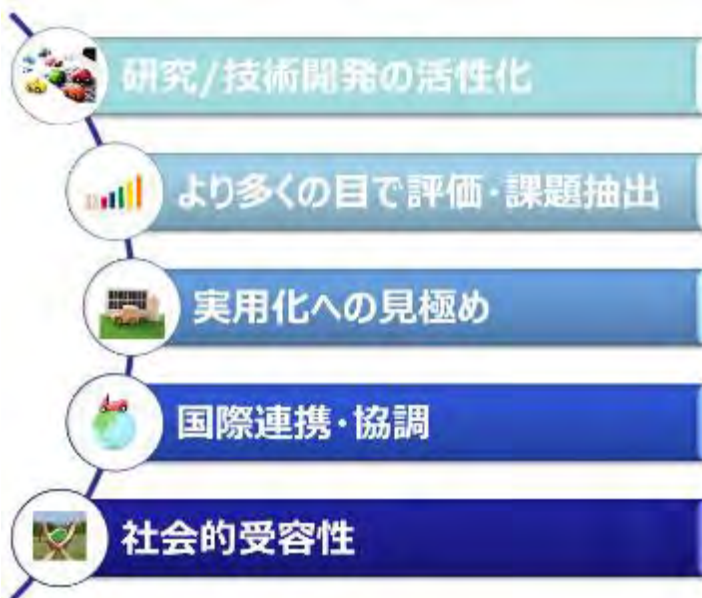 研究/技術開発の活性化
より多くの目で評価・課題抽出
実用化への見極め
国際連携・協調
社会的受容性